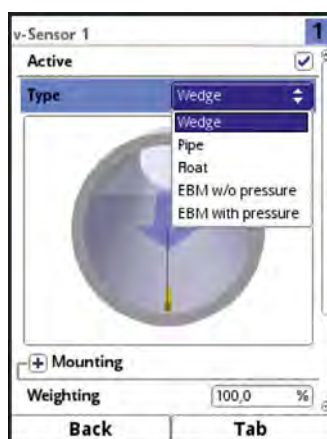 v-Sensor 1 1
Active
Type Wedge
Wedge
Pipe
Float
EBM w/o pressure
EBM with pressure
Mounting
Weighting 100,0 %
Back Tab